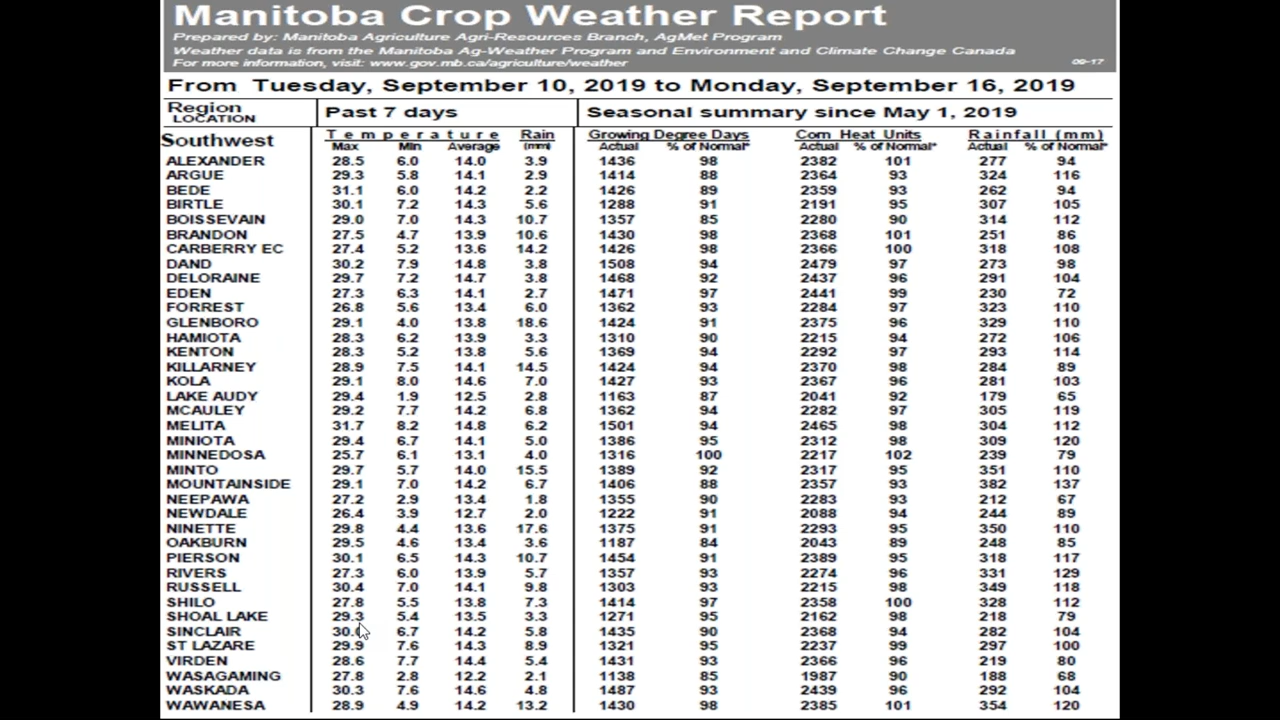 Manitoba Crop Weather Report
Prepared by: Manitoba Agriculture Agri-Resources Branch, AgMet Program
Weather data is from the Manitoba Ag-Weather Program and Environment and Climate Change Canada
For more information, visit: www.gov.mb.ca/agriculture/weather 09-17
From Tuesday, September 10, 2019 to Monday, September 16, 2019
Region LOCATION Past 7 days Seasonal summary since May 1, 2019
Southwest Temperature Rain Growing Degree Days Corn Heat Units Rainfall (mm)
Max Min Average (mm) Actual % of Normal* Actual % of Normal* Actual % of Normal*
ALEXANDER 28.5 6.0 14.0 3.9 1436 98 2382 101 277 94
ARGUE 29.3 5.8 14.1 2.9 1414 88 2364 93 324 116
BEDE 31.1 6.0 14.2 2.2 1426 89 2359 93 262 94
BIRTLE 30.1 7.2 14.3 5.6 1288 91 2191 95 307 105
BOISSEVAIN 29.0 7.0 14.3 10.7 1357 85 2280 90 314 112
BRANDON 27.5 4.7 13.9 10.6 1430 98 2368 101 251 86
CARBERRY EC 27.4 5.2 13.6 14.2 1426 98 2366 100 318 108
DAND 30.2 7.9 14.8 3.8 1508 94 2479 97 273 98
DELORAINE 29.7 7.2 14.7 3.8 1468 92 2437 96 291 104
EDEN 27.3 6.3 14.1 2.7 1471 97 2441 99 230 72
FORREST 26.8 5.6 13.4 6.0 1362 93 2284 97 323 110
GLENBORO 29.1 4.0 13.8 18.6 1424 91 2375 96 329 110
HAMIOTA 28.3 6.2 13.9 3.3 1310 90 2215 94 272 106
KENTON 28.3 5.2 13.8 5.6 1369 94 2292 97 293 114
KILLARNEY 28.9 7.5 14.1 14.5 1424 94 2370 98 284 89
KOLA 29.1 8.0 14.6 7.0 1427 93 2367 96 281 103
LAKE AUDY 29.4 1.9 12.5 2.8 1163 87 2041 92 179 65
MCAULEY 29.2 7.7 14.2 6.8 1362 94 2282 97 305 119
MELITA 31.7 8.2 14.8 6.2 1501 94 2465 98 304 112
MINIOTA 29.4 6.7 14.1 5.0 1386 95 2312 98 309 120
MINNEDOSA 25.7 6.1 13.1 4.0 1316 100 2217 102 239 79
MINTO 29.7 5.7 14.0 15.5 1389 92 2317 95 351 110
MOUNTAINSIDE 29.1 7.0 14.2 6.7 1406 88 2357 93 382 137
NEEPAWA 27.2 2.9 13.4 1.8 1355 90 2283 93 212 67
NEWDALE 26.4 3.9 12.7 2.0 1222 91 2088 94 244 89
NINETTE 29.8 4.4 13.6 17.6 1375 91 2293 95 350 110
OAKBURN 29.5 4.6 13.4 3.6 1187 84 2043 89 248 85
PIERSON 30.1 6.5 14.3 10.7 1454 91 2389 95 318 117
RIVERS 27.3 6.0 13.9 5.7 1357 93 2274 96 331 129
RUSSELL 30.4 7.0 14.1 9.8 1303 93 2215 98 349 118
SHILO 27.8 5.5 13.8 7.3 1414 97 2358 100 328 112
SHOAL LAKE 29.3 5.4 13.5 3.3 1271 95 2162 98 218 79
SINCLAIR 6.7 14.2 5.8 1435 90 2368 94 282 104
ST LAZARE 29.9 7.6 14.3 8.9 1321 95 2237 99 297 100
VIRDEN 28.6 7.7 14.4 5.4 1431 93 2366 96 219 80
WASAGAMING 27.8 2.8 12.2 2.1 1138 85 1987 90 188 68
WASKADA 30.3 7.6 14.6 4.8 1487 93 2439 96 292 104
WAWANESA 28.9 4.9 14.2 13.2 1430 98 2385 101 354 120